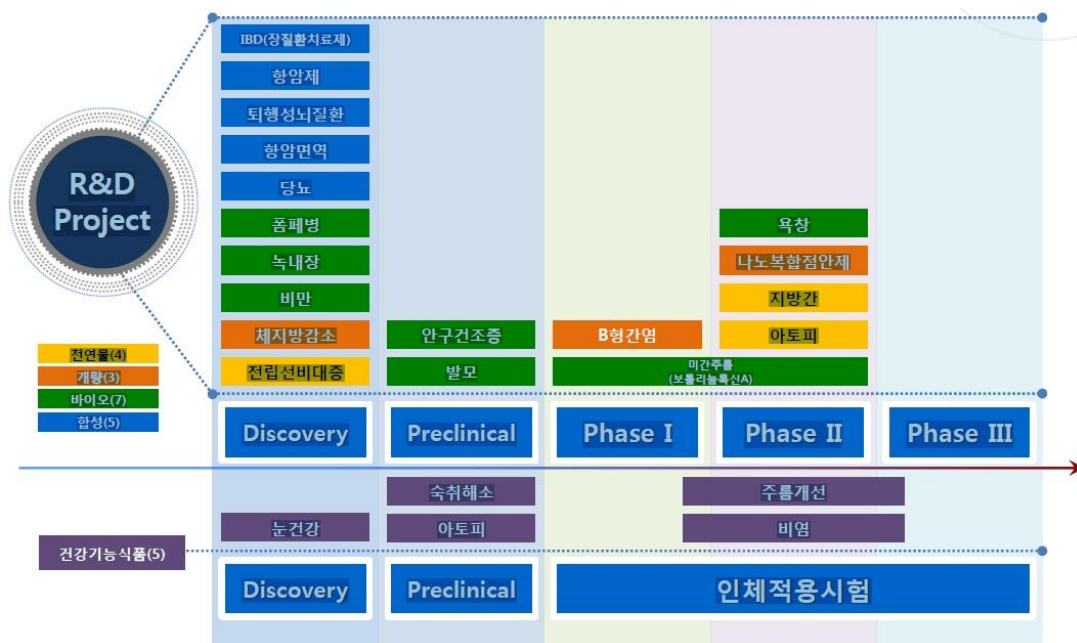 IBD(장질환치료제)
항암제
퇴행성뇌질환
항암면역
당뇨
폼페병
녹내장
비만
체지방감소
전립선비대증
안구건조증
발모
B형간염
미간주름
(보툴리눔톡신A)
욕창
나노복합점안제
지방간
아토피
R&D
Project
천연물(4)
개량(3)
바이오(7)
합성(5)
Discovery
Preclinical
Phase I
Phase II
Phase III
숙취해소
주름개선
눈건강
아토피
비염
건강기능식품(5)
Discovery
Preclinical
인체적용시험